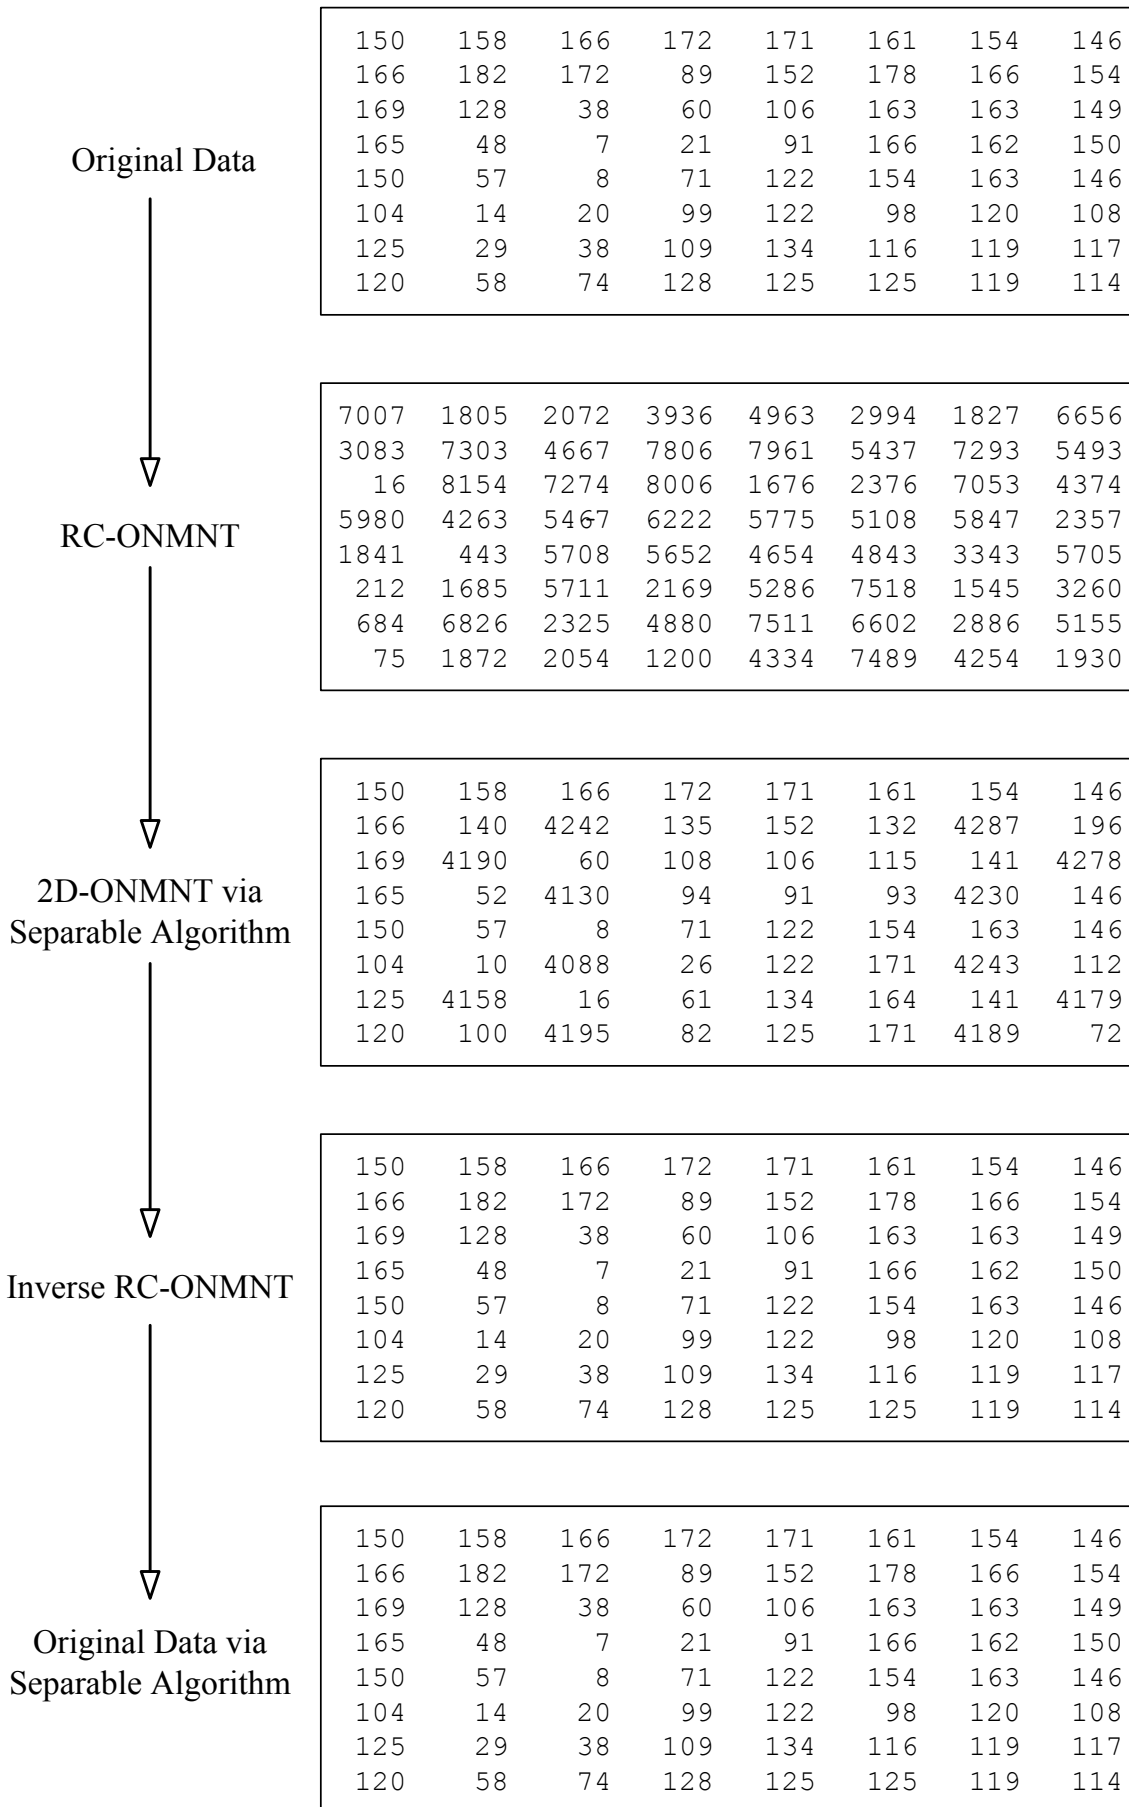 150 158 166 172 171 161 154 146
166 182 172 89 152 178 166 154
169 128 38 60 106 163 163 149
165 48 7 21 91 166 162 150
150 57 8 71 122 154 163 146
104 14 20 99 122 98 120 108
125 29 38 109 134 116 119 117
120 58 74 128 125 125 119 114
Original Data
7007 1805 2072 3936 4963 2994 1827 6656
3083 7303 4667 7806 7961 5437 7293 5493
16 8154 7274 8006 1676 2376 7053 4374
5980 4263 5467 6222 5775 5108 5847 2357
1841 443 5708 5652 4654 4843 3343 5705
212 1685 5711 2169 5286 7518 1545 3260
684 6826 2325 4880 7511 6602 2886 5155
75 1872 2054 1200 4334 7489 4254 1930
RC-ONMNT
150 158 166 172 171 161 154 146
166 140 4242 135 152 132 4287 196
169 4190 60 108 106 115 141 4278
165 52 4130 94 91 93 4230 146
150 57 8 71 122 154 163 146
104 10 4088 26 122 171 4243 112
125 4158 16 61 134 164 141 4179
120 100 4195 82 125 171 4189 72
2D-ONMNT via
Separable Algorithm
150 158 166 172 171 161 154 146
166 182 172 89 152 178 166 154
169 128 38 60 106 163 163 149
165 48 7 21 91 166 162 150
150 57 8 71 122 154 163 146
104 14 20 99 122 98 120 108
125 29 38 109 134 116 119 117
120 58 74 128 125 125 119 114
Inverse RC-ONMNT
150 158 166 172 171 161 154 146
166 182 172 89 152 178 166 154
169 128 38 60 106 163 163 149
165 48 7 21 91 166 162 150
150 57 8 71 122 154 163 146
104 14 20 99 122 98 120 108
125 29 38 109 134 116 119 117
120 58 74 128 125 125 119 114
Original Data via
Separable Algorithm